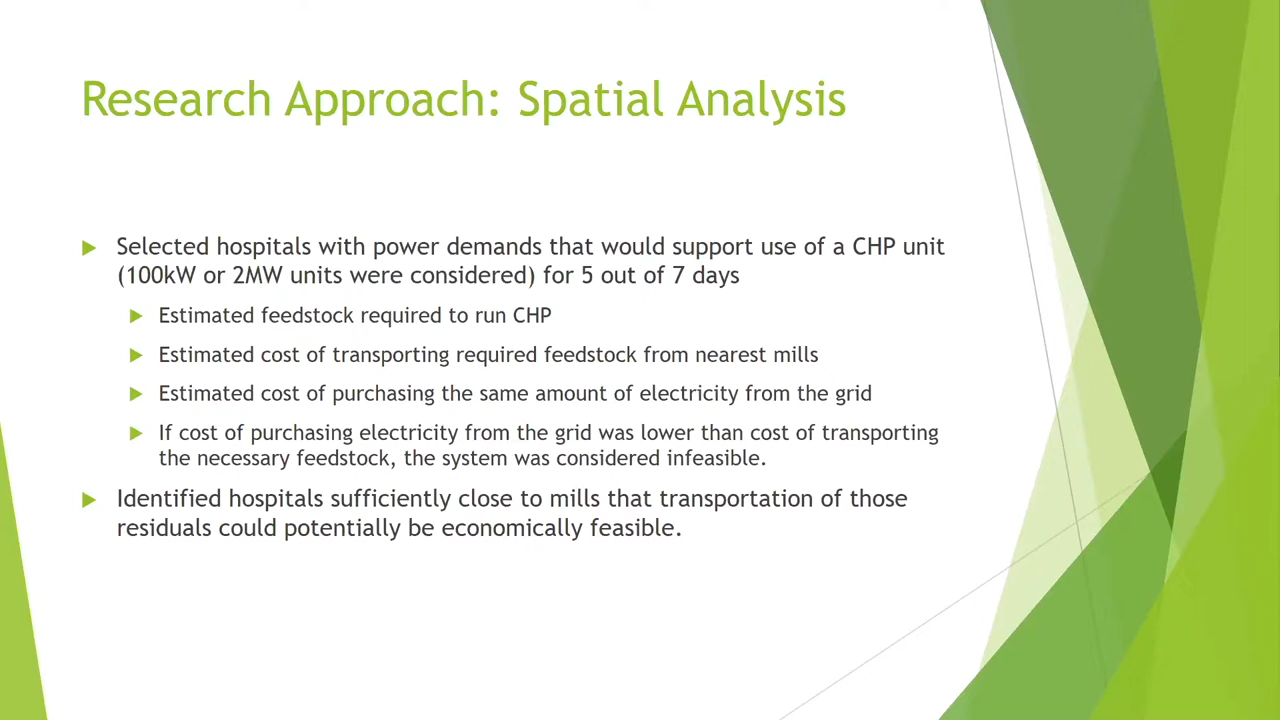 Research Approach: Spatial Analysis
Selected hospitals with power demands that would support use of a CHP unit
(100kW or 2MW units were considered) for 5 out of 7 days
Estimated feedstock required to run CHP
Estimated cost of transporting required feedstock from nearest mills
Estimated cost of purchasing the same amount of electricity from the grid
If cost of purchasing electricity from the grid was lower than cost of transporting
the necessary feedstock, the system was considered infeasible.
Identified hospitals sufficiently close to mills that transportation of those
residuals could potentially be economically feasible.